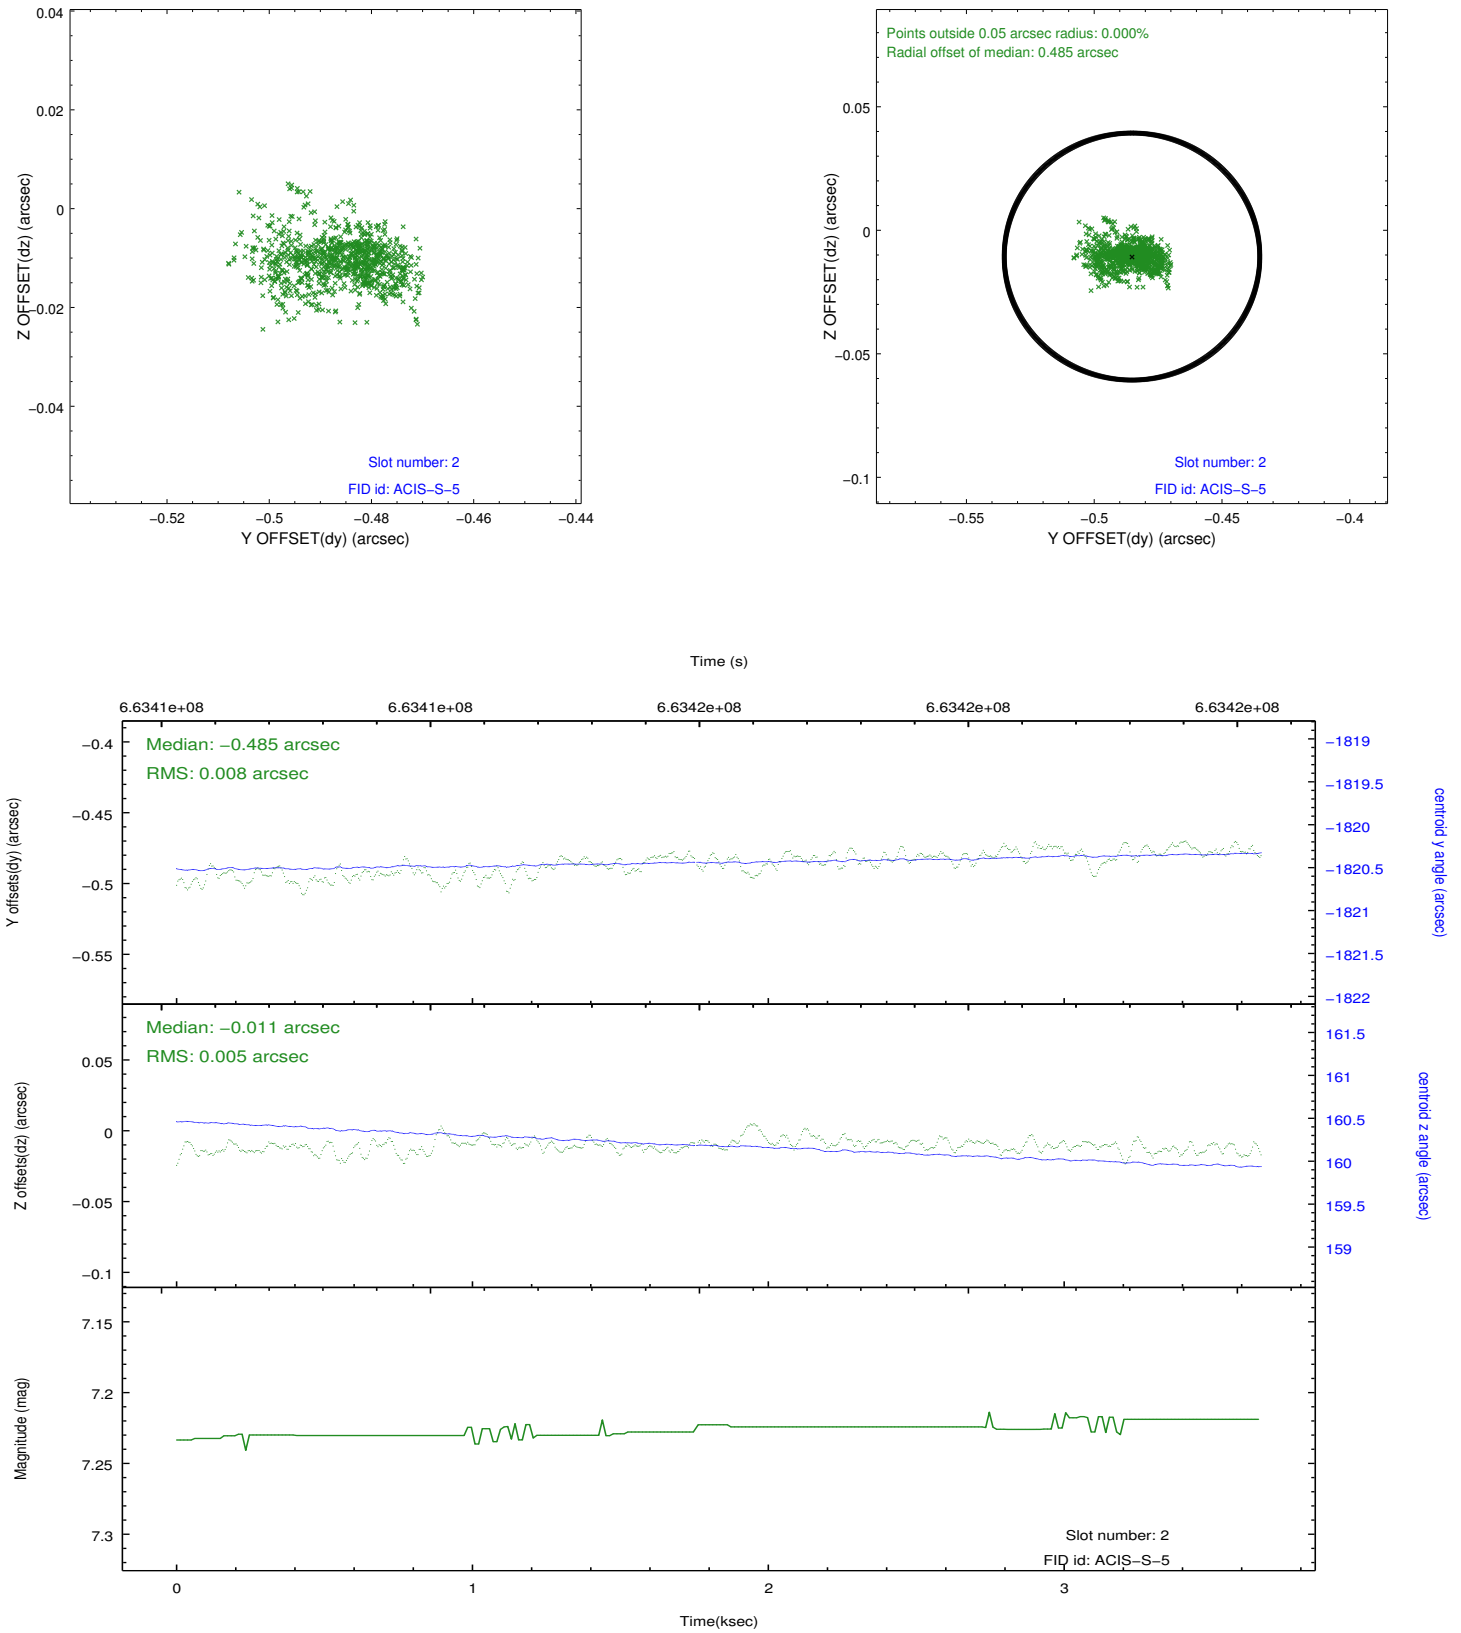 0.04
0.02
0
−0.02
−0.04
Z OFFSET(dz) (arcsec)
Slot number: 2
FID id: ACIS−S−5
−0.52
−0.5
−0.48
−0.46
−0.44
Y OFFSET(dy) (arcsec)
Points outside 0.05 arcsec radius: 0.000%
Radial offset of median: 0.485 arcsec
0.05
0
−0.05
−0.1
Z OFFSET(dz) (arcsec)
Slot number: 2
FID id: ACIS−S−5
−0.55
−0.5
−0.45
−0.4
Y OFFSET(dy) (arcsec)
Time (s)
6.6341e+08
6.6341e+08
6.6342e+08
6.6342e+08
6.6342e+08
Median: −0.485 arcsec
RMS: 0.008 arcsec
−0.4
−0.45
−0.5
−0.55
Y offsets(dy) (arcsec)
−1819
−1819.5
−1820
−1820.5
−1821
−1821.5
−1822
centroid y angle (arcsec)
Median: −0.011 arcsec
RMS: 0.005 arcsec
0.05
0
−0.05
−0.1
Z offsets(dz) (arcsec)
161.5
161
160.5
160
159.5
159
centroid z angle (arcsec)
7.15
7.2
7.25
7.3
Magnitude (mag)
Slot number: 2
FID id: ACIS−S−5
0
1
2
3
Time(ksec)